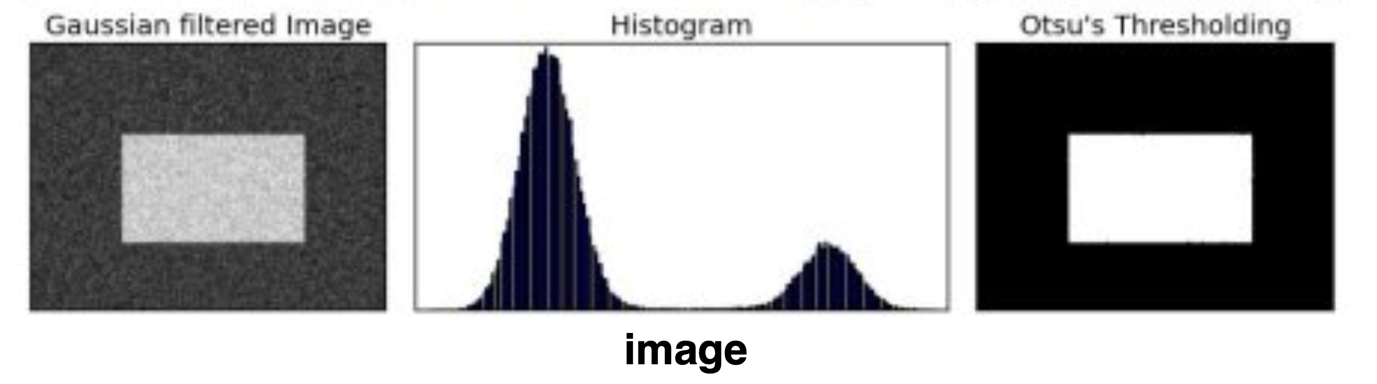 Gaussian filtered Image
Histogram
Otsu's Thresholding
image